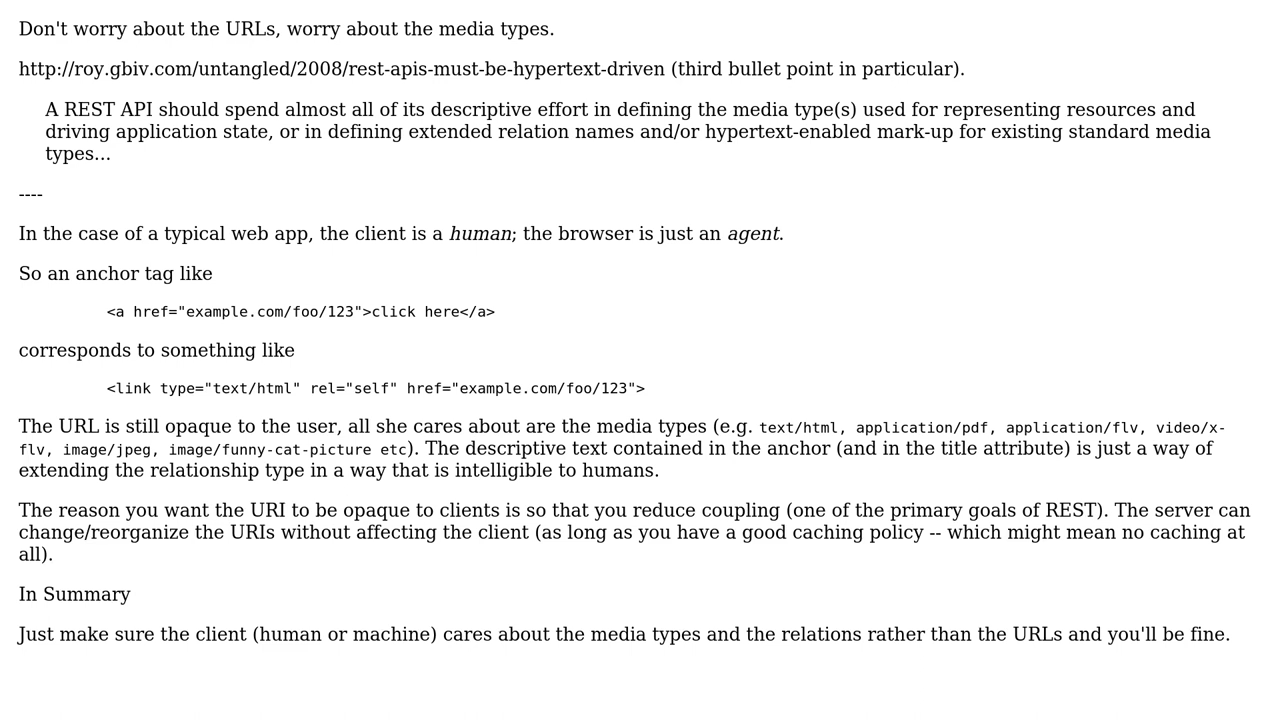 Don't worry about the URLs, worry about the media types.
http://roy.gbiv.com/untangled/2008/rest-apis-must-be-hypertext-driven (third bullet point in particular).
A REST API should spend almost all of its descriptive effort in defining the media type(s) used for representing resources and
driving application state, or in defining extended relation names and/or hypertext-enabled mark-up for existing standard media
types…
----
In the case of a typical web app, the client is a human; the browser is just an agent.
So an anchor tag like
<a href="example.com/foo/123">click here</a>
corresponds to something like
<link type="text/html" rel="self" href="example.com/foo/123">
The URL is still opaque to the user, all she cares about are the media types (e.g. text/html, application/pdf, application/flv, video/x-
flv, image/jpeg, image/funny-cat-picture etc). The descriptive text contained in the anchor (and in the title attribute) is just a way of
extending the relationship type in a way that is intelligible to humans.
The reason you want the URI to be opaque to clients is so that you reduce coupling (one of the primary goals of REST). The server can
change/reorganize the URIs without affecting the client (as long as you have a good caching policy -- which might mean no caching at
all).
In Summary
Just make sure the client (human or machine) cares about the media types and the relations rather than the URLs and you'll be fine.